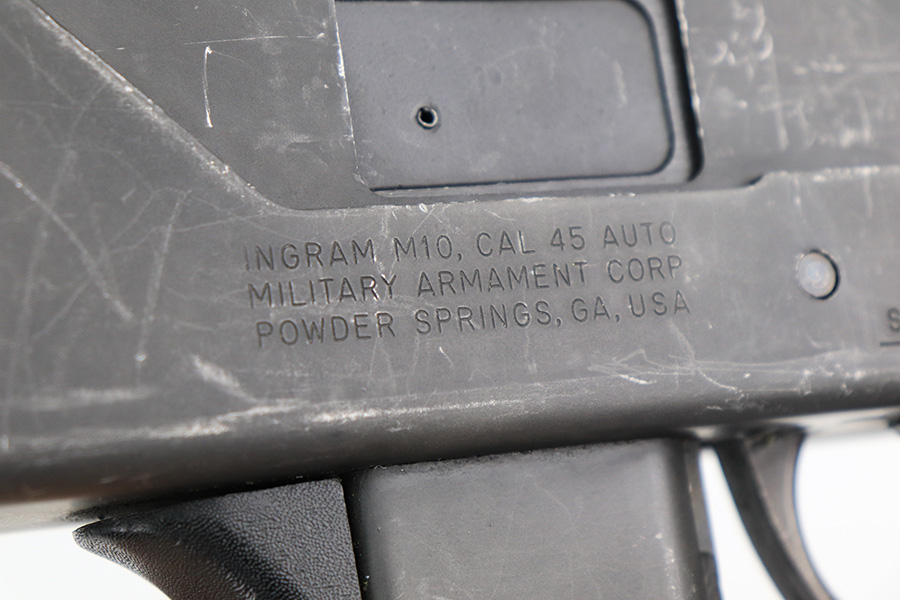 INGRAM M10, CAL 45 AUTO
MILITARY ARMAMENT CORP
POWDER SPRINGS, GA, USA
S